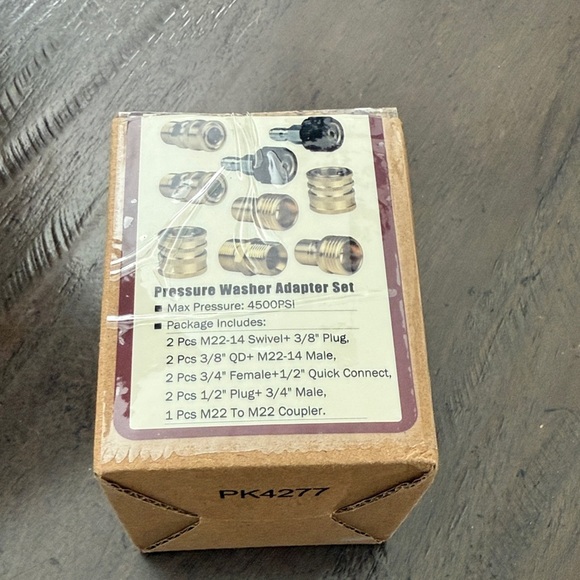 Pressure Washer Adapter Set
■ Max Pressure: 4500PSI
■ Package Includes:
2 Pcs M22-14 Swivel+ 3/8" Plug,
2 Pcs 3/8" QD+ M22-14 Male,
2 Pcs 3/4" Female+1/2" Quick Connect,
2 Pcs 1/2" Plug+ 3/4" Male,
1 Pcs M22 To M22 Coupler.
PK4277